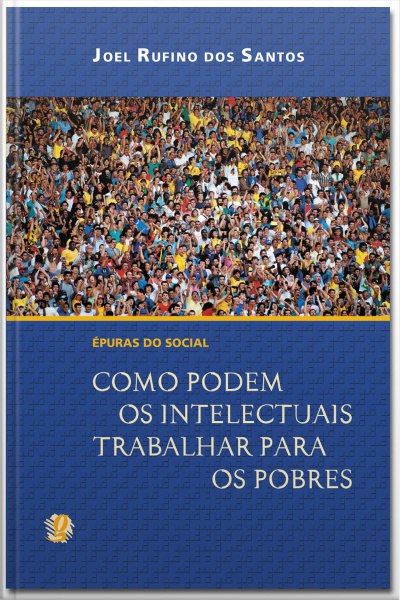 JOEL RUFINO DOS SANTOS
ÉPURAS DO SOCIAL
COMO PODEM
OS INTELECTUAIS
TRABALHAR PARA
OS POBRES
g